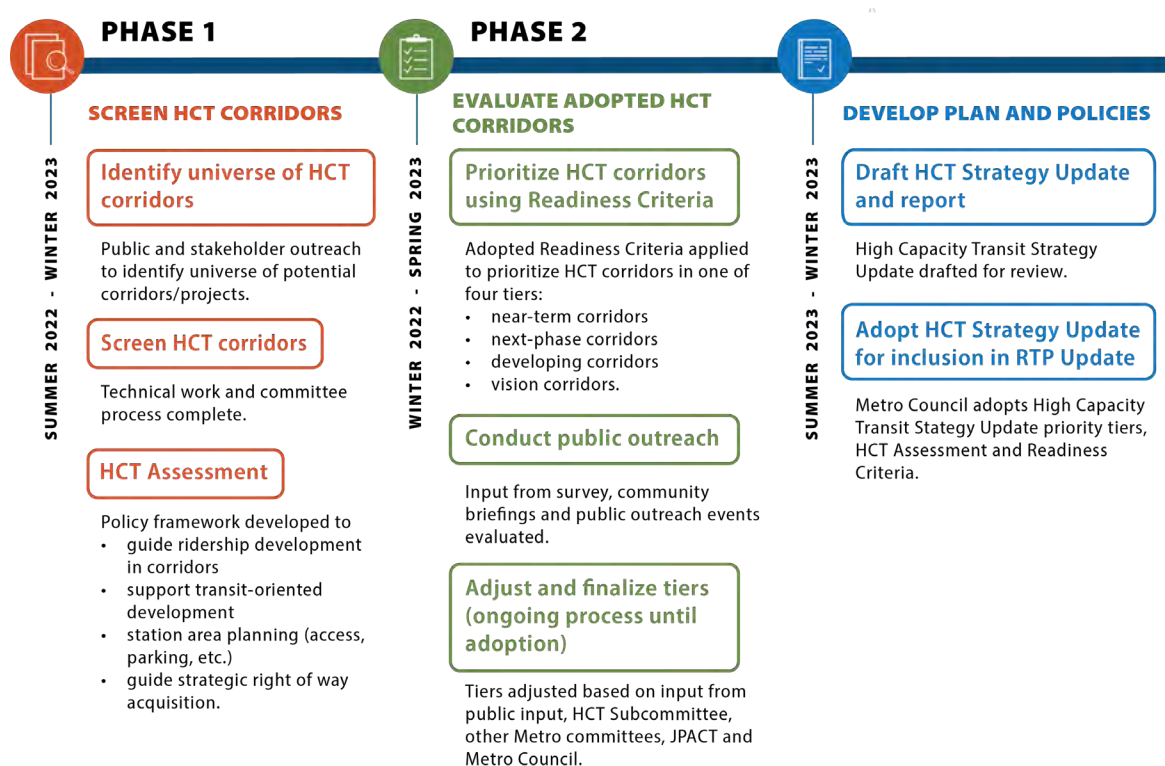 PHASE 1
SUMMER 2022 - WINTER 2023
SCREEN HCT CORRIDORS
Identify universe of HCT
corridors
Public and stakeholder outreach
to identify universe of potential
corridors/projects.
Screen HCT corridors
Technical work and committee
process complete.
HCT Assessment
Policy framework developed to
• guide ridership development
in corridors
• support transit-oriented
development
• station area planning (access,
parking, etc.)
• guide strategic right of way
acquisition.
PHASE 2
WINTER 2022 - SPRING 2023
EVALUATE ADOPTED HCT
CORRIDORS
Prioritize HCT corridors
using Readiness Criteria
Adopted Readiness Criteria applied
to prioritize HCT corridors in one of
four tiers:
• near-term corridors
• next-phase corridors
• developing corridors
• vision corridors.
Conduct public outreach
Input from survey, community
briefings and public outreach events
evaluated.
Adjust and finalize tiers
(ongoing process until
adoption)
Tiers adjusted based on input from
public input, HCT Subcommittee,
other Metro committees, JPACT and
Metro Council.
SUMMER 2023 - WINTER 2023
DEVELOP PLAN AND POLICIES
Draft HCT Strategy Update
and report
High Capacity Transit Strategy
Update drafted for review.
Adopt HCT Strategy Update
for inclusion in RTP Update
Metro Council adopts High Capacity
Transit Stategy Update priority tiers,
HCT Assessment and Readiness
Criteria.